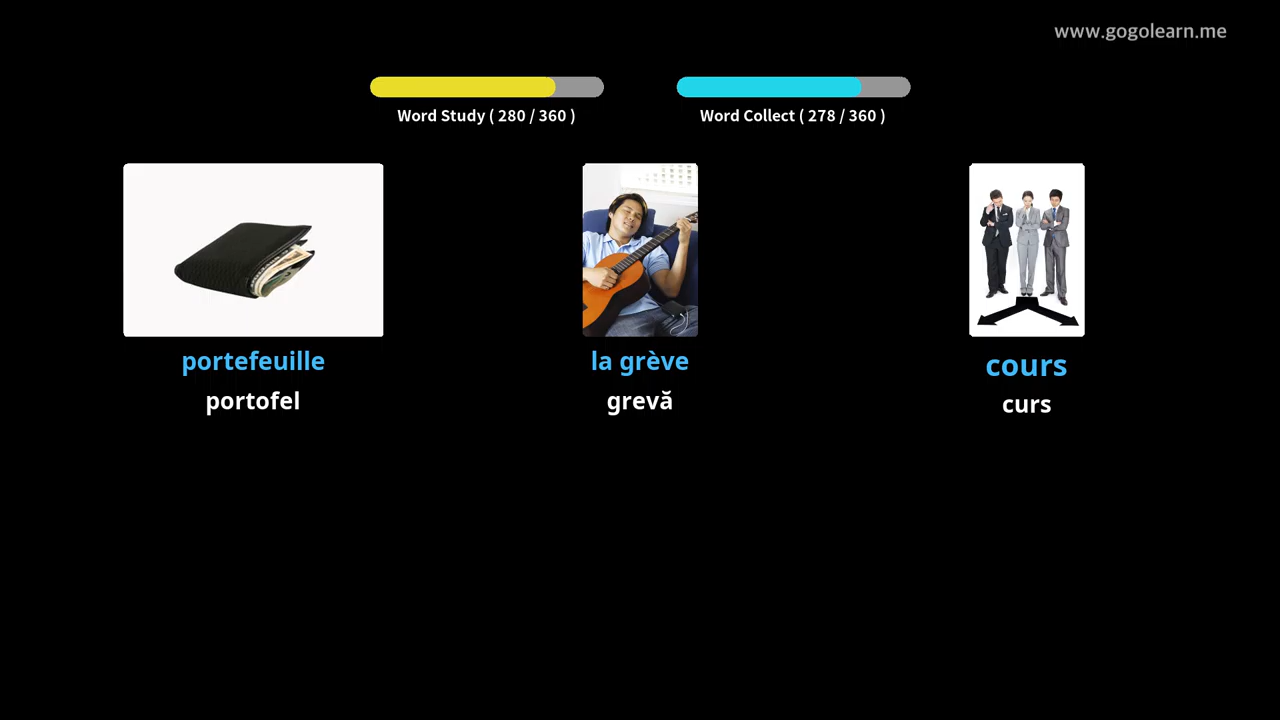 www.gogolearn.me
Word Study ( 280 / 360 )
Word Collect ( 278 / 360 )
portefeuille
portofel
la grève
grevă
cours
curs